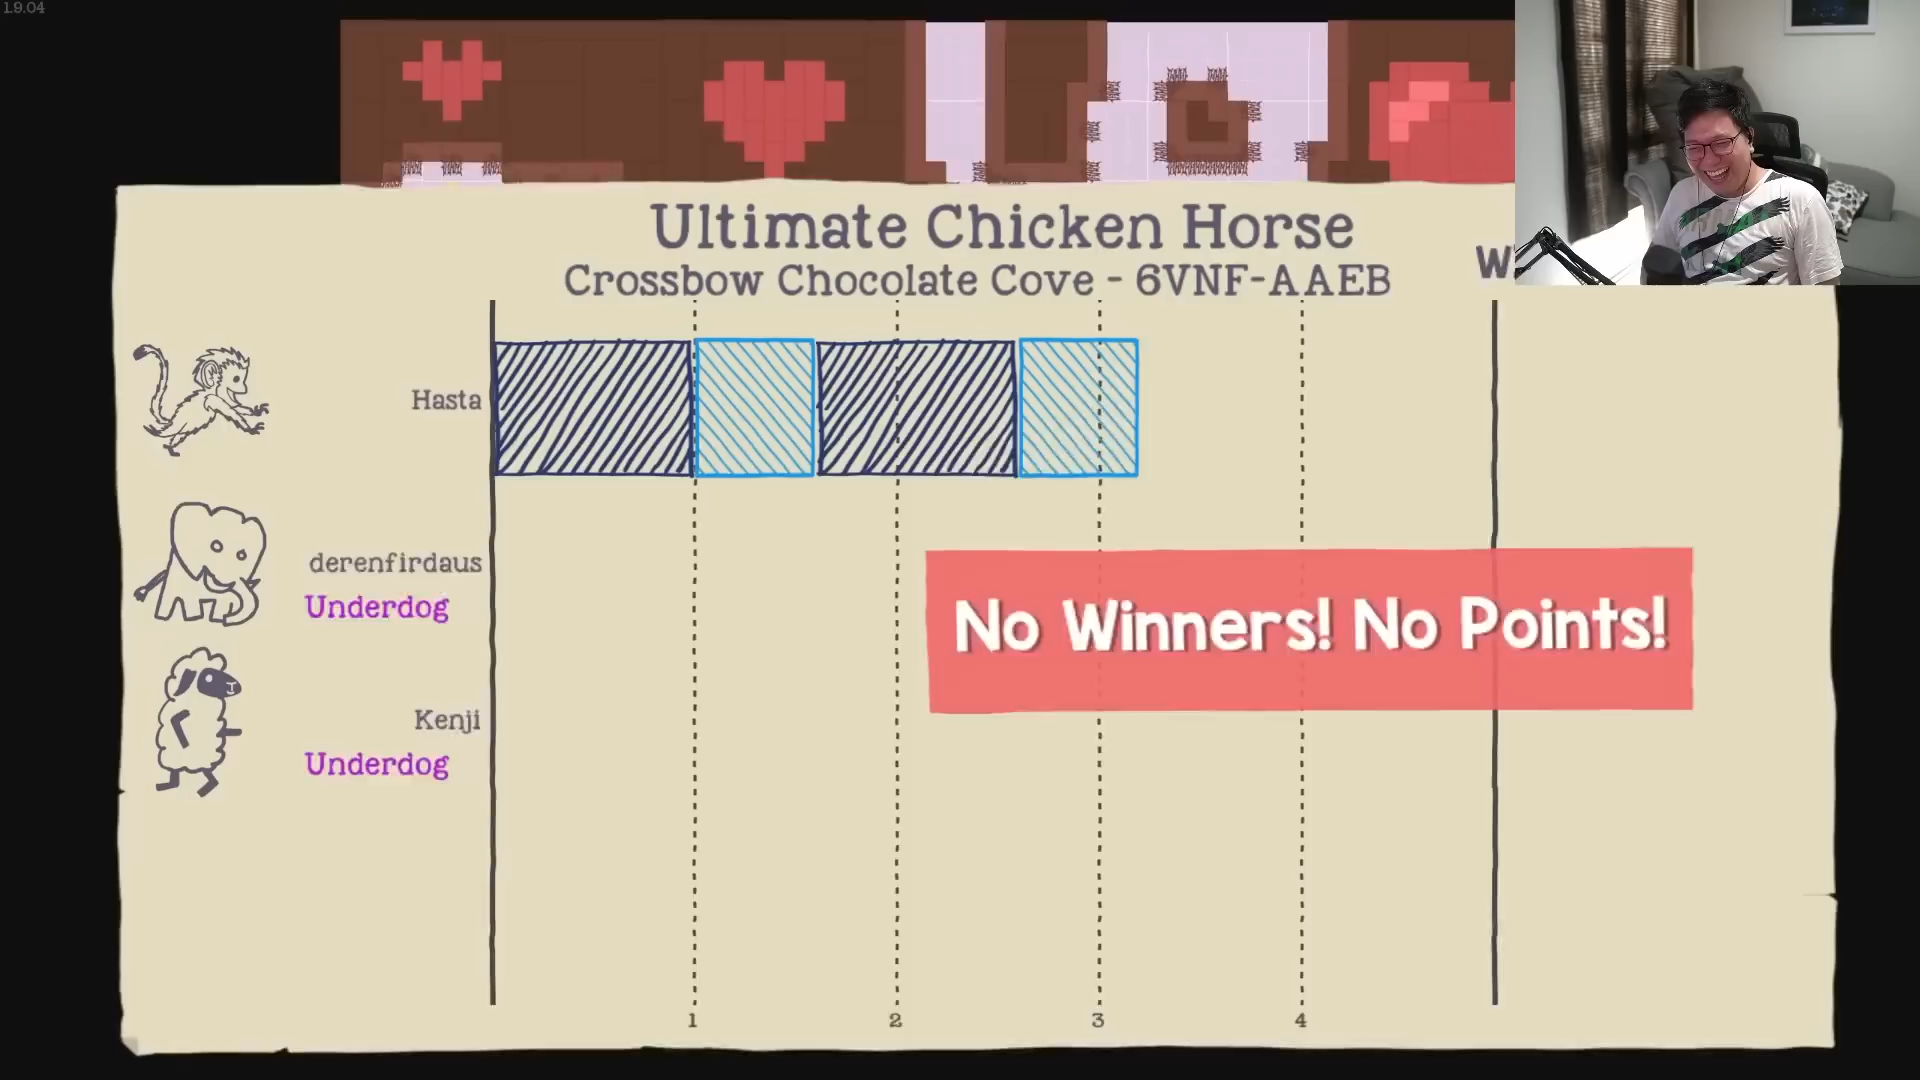 1.9.04
Ultimate Chicken Horse
Crossbow Chocolate Cove - 6VNF-AAEB
Hasta
derenfirdaus
Underdog
Kenji
Underdog
No Winners! No Points!
1 2 3 4